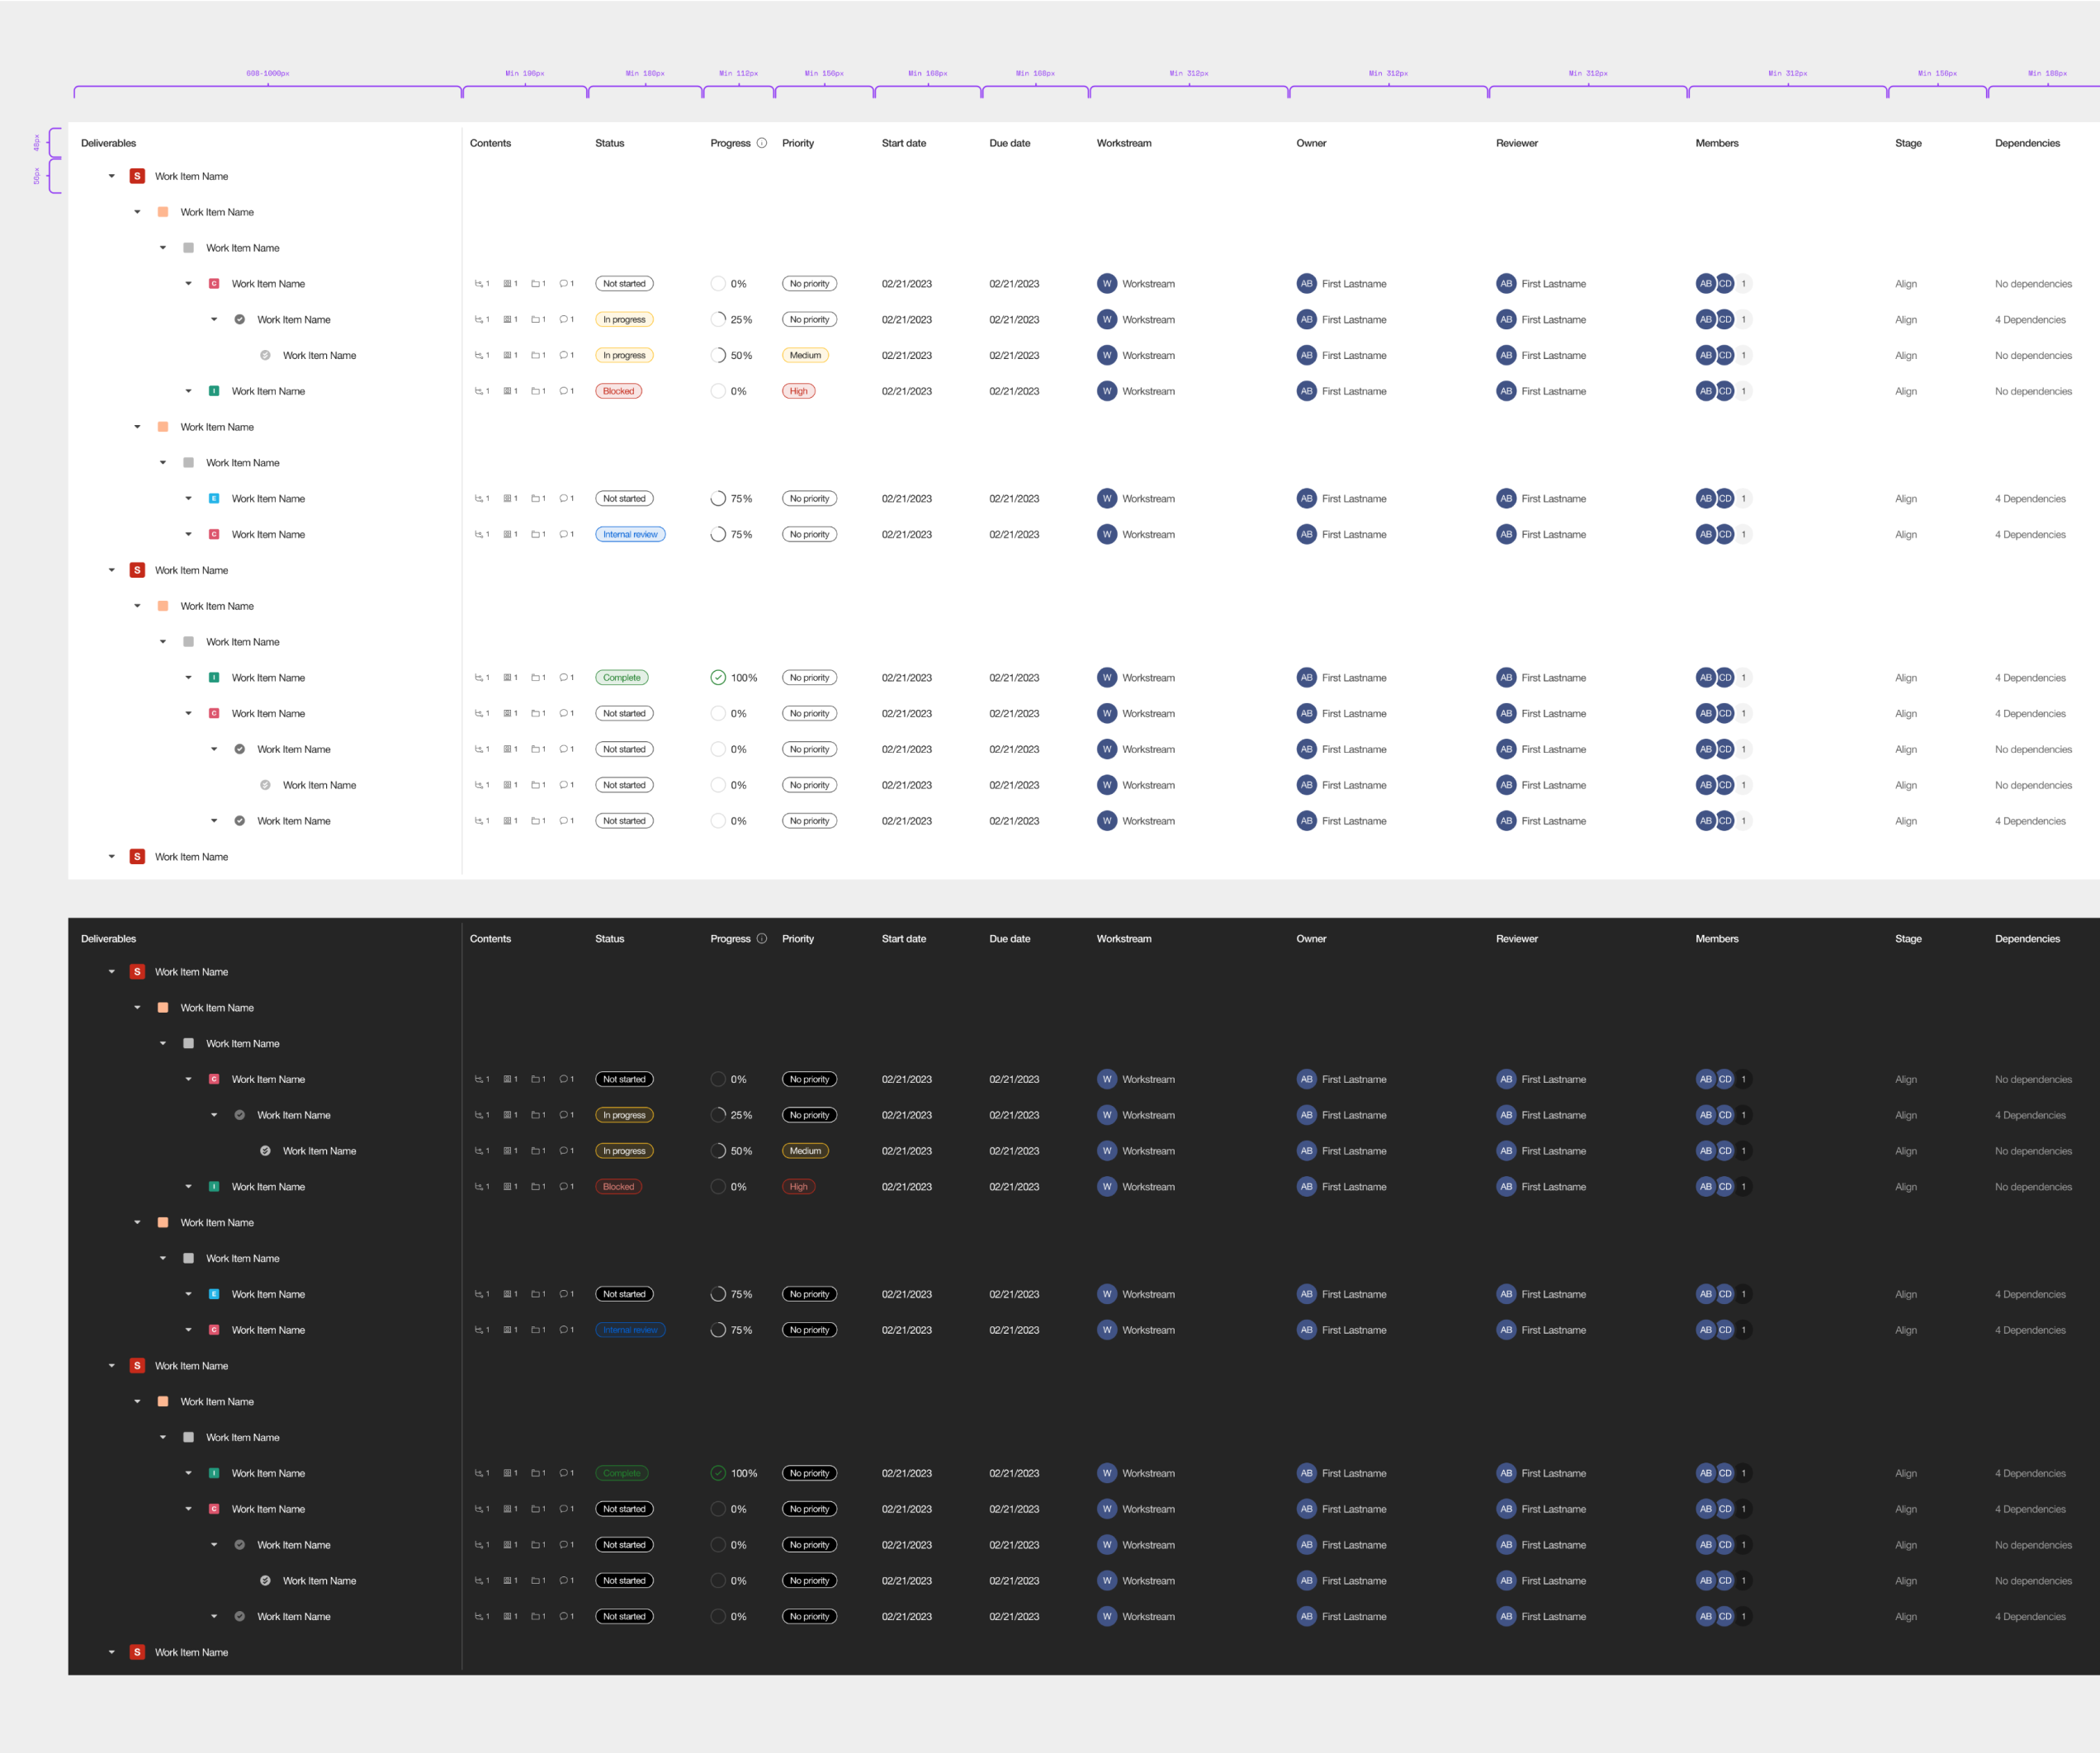 608-1000px Min 196px Min 180px Min 112px Min 156px Min 168px Min 168px Min 312px Min 312px Min 312px Min 312px Min 156px Min 188px
48px
56px
Deliverables Contents Status Progress Priority Start date Due date Workstream Owner Reviewer Members Stage Dependencies
S Work Item Name
Work Item Name
Work Item Name
C Work Item Name 1 1 1 1 Not started 0% No priority 02/21/2023 02/21/2023 W Workstream AB First Lastname AB First Lastname AB CD 1 Align No dependencies
Work Item Name 1 1 1 1 In progress 25% No priority 02/21/2023 02/21/2023 W Workstream AB First Lastname AB First Lastname AB CD 1 Align 4 Dependencies
Work Item Name 1 1 1 1 In progress 50% Medium 02/21/2023 02/21/2023 W Workstream AB First Lastname AB First Lastname AB CD 1 Align No dependencies
I Work Item Name 1 1 1 1 Blocked 0% High 02/21/2023 02/21/2023 W Workstream AB First Lastname AB First Lastname AB CD 1 Align No dependencies
Work Item Name
Work Item Name
E Work Item Name 1 1 1 1 Not started 75% No priority 02/21/2023 02/21/2023 W Workstream AB First Lastname AB First Lastname AB CD 1 Align 4 Dependencies
C Work Item Name 1 1 1 1 Internal review 75% No priority 02/21/2023 02/21/2023 W Workstream AB First Lastname AB First Lastname AB CD 1 Align 4 Dependencies
S Work Item Name
Work Item Name
Work Item Name
I Work Item Name 1 1 1 1 Complete 100% No priority 02/21/2023 02/21/2023 W Workstream AB First Lastname AB First Lastname AB CD 1 Align 4 Dependencies
C Work Item Name 1 1 1 1 Not started 0% No priority 02/21/2023 02/21/2023 W Workstream AB First Lastname AB First Lastname AB CD 1 Align 4 Dependencies
Work Item Name 1 1 1 1 Not started 0% No priority 02/21/2023 02/21/2023 W Workstream AB First Lastname AB First Lastname AB CD 1 Align No dependencies
Work Item Name 1 1 1 1 Not started 0% No priority 02/21/2023 02/21/2023 W Workstream AB First Lastname AB First Lastname AB CD 1 Align No dependencies
Work Item Name 1 1 1 1 Not started 0% No priority 02/21/2023 02/21/2023 W Workstream AB First Lastname AB First Lastname AB CD 1 Align 4 Dependencies
S Work Item Name
Deliverables Contents Status Progress Priority Start date Due date Workstream Owner Reviewer Members Stage Dependencies
S Work Item Name
Work Item Name
Work Item Name
C Work Item Name 1 1 1 1 Not started 0% No priority 02/21/2023 02/21/2023 W Workstream AB First Lastname AB First Lastname AB CD 1 Align No dependencies
Work Item Name 1 1 1 1 In progress 25% No priority 02/21/2023 02/21/2023 W Workstream AB First Lastname AB First Lastname AB CD 1 Align 4 Dependencies
Work Item Name 1 1 1 1 In progress 50% Medium 02/21/2023 02/21/2023 W Workstream AB First Lastname AB First Lastname AB CD 1 Align No dependencies
I Work Item Name 1 1 1 1 Blocked 0% High 02/21/2023 02/21/2023 W Workstream AB First Lastname AB First Lastname AB CD 1 Align No dependencies
Work Item Name
Work Item Name
E Work Item Name 1 1 1 1 Not started 75% No priority 02/21/2023 02/21/2023 W Workstream AB First Lastname AB First Lastname AB CD 1 Align 4 Dependencies
C Work Item Name 1 1 1 1 Internal review 75% No priority 02/21/2023 02/21/2023 W Workstream AB First Lastname AB First Lastname AB CD 1 Align 4 Dependencies
S Work Item Name
Work Item Name
Work Item Name
I Work Item Name 1 1 1 1 Complete 100% No priority 02/21/2023 02/21/2023 W Workstream AB First Lastname AB First Lastname AB CD 1 Align 4 Dependencies
C Work Item Name 1 1 1 1 Not started 0% No priority 02/21/2023 02/21/2023 W Workstream AB First Lastname AB First Lastname AB CD 1 Align 4 Dependencies
Work Item Name 1 1 1 1 Not started 0% No priority 02/21/2023 02/21/2023 W Workstream AB First Lastname AB First Lastname AB CD 1 Align No dependencies
Work Item Name 1 1 1 1 Not started 0% No priority 02/21/2023 02/21/2023 W Workstream AB First Lastname AB First Lastname AB CD 1 Align No dependencies
Work Item Name 1 1 1 1 Not started 0% No priority 02/21/2023 02/21/2023 W Workstream AB First Lastname AB First Lastname AB CD 1 Align 4 Dependencies
S Work Item Name